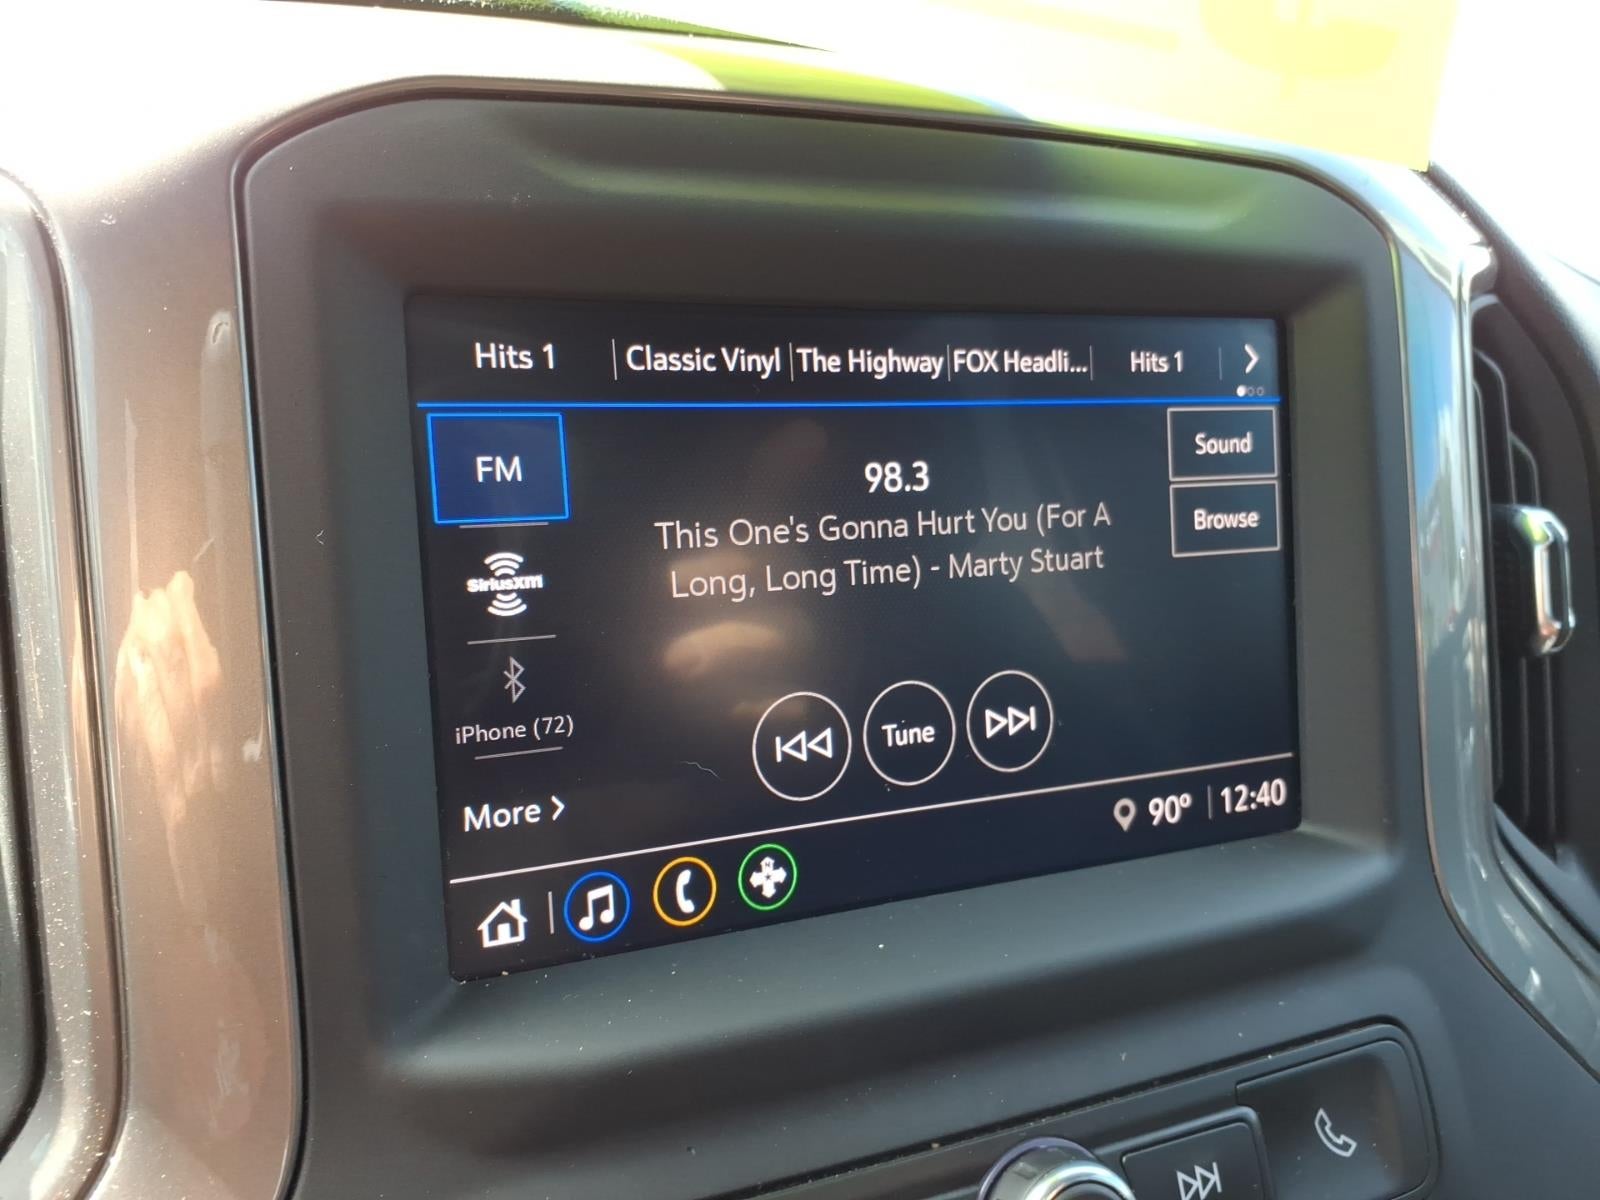 Hits 1
Classic Vinyl
The Highway
FOX Headli...
Hits 1
FM
98.3
Sound
Browse
This One's Gonna Hurt You (For A
Long, Long Time) - Marty Stuart
SiriusXM
iPhone (72)
Tune
More
90°
12:40
N